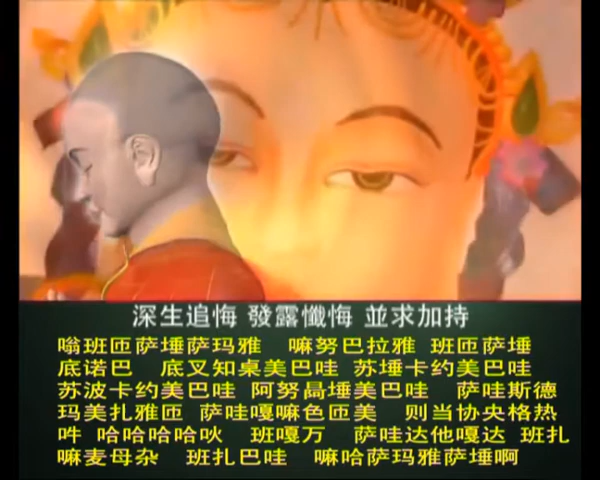 深生追悔 發露懺悔 並求加持
嗡班匝萨埵萨玛雅 嘛努巴拉雅 班匝萨埵
底诺巴 底叉知桌美巴哇 苏埵卡约美巴哇
苏波卡约美巴哇 阿努晷埵美巴哇 萨哇斯德
玛美扎雅匝 萨哇嘎嘛色匝美 则当协央格热
吽 哈哈哈哈吙 班嘎万 萨哇达他嘎达 班扎
嘛麦母杂 班扎巴哇 嘛哈萨玛雅萨埵啊